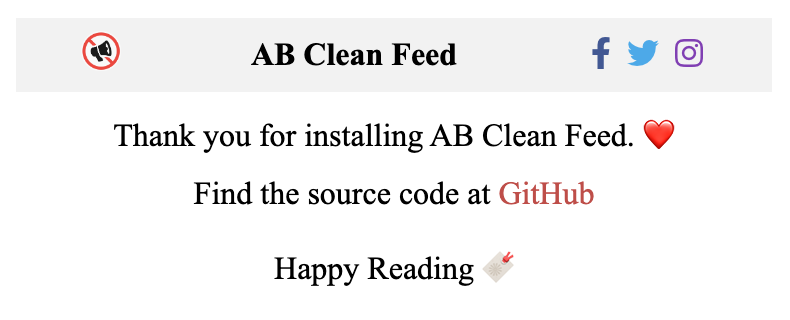 AB Clean Feed
Thank you for installing AB Clean Feed. ❤️
Find the source code at GitHub
Happy Reading 🔖